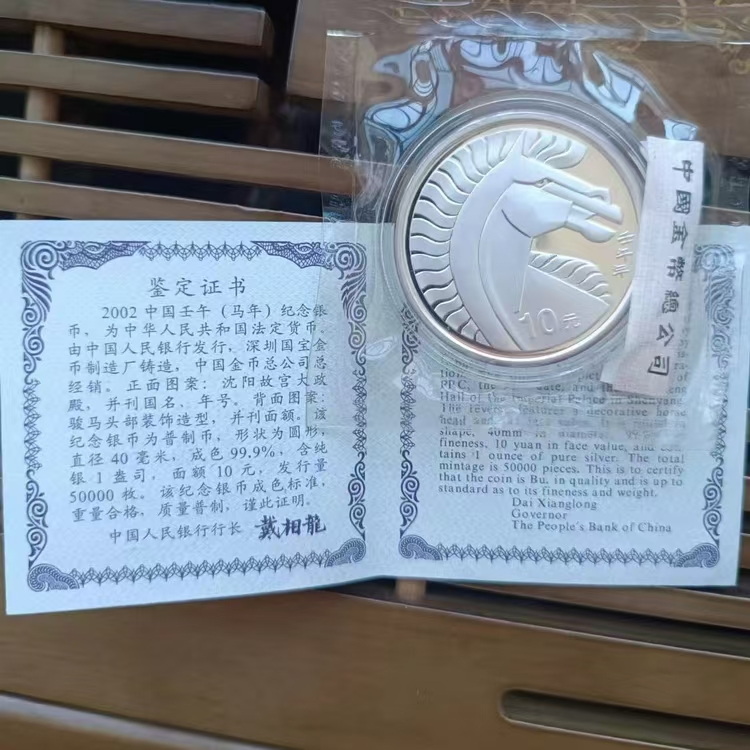 鉴定证书
2002 中国壬午(马年)纪念银
币，为中华人民共和国法定货币，
由中国人民银行发行，深圳国宝金
币制造厂铸造，中国金币总公司总
经销。正面图案：沈阳故宫大政
殿，并刊国名、年号。背面图案：
骏马头部装饰造型，并刊面额。该
纪念银币为普制币，形状为圆形，
直径 40 毫米，成色 99.9%，含纯
银 1 盎司，面额 10 元，发行量
50000 枚。该纪念银币成色标准，
重量合格，质量普制，谨此证明。
中国人民银行行长 戴相龍
10元
中國金幣總公司
PRC, the
Hall of the Imperial Palace in Shenyang.
The reverse features a decorative horse
head and
shape, 40mm in diameter,
fineness, 10 yuan in face value, and
tains 1 ounce of pure silver. The total
mintage is 50000 pieces. This is to certify
that the coin is Bu. in quality and is up to
standard as to its fineness and weight.
Dai Xianglong
Governor
The People's Bank of China